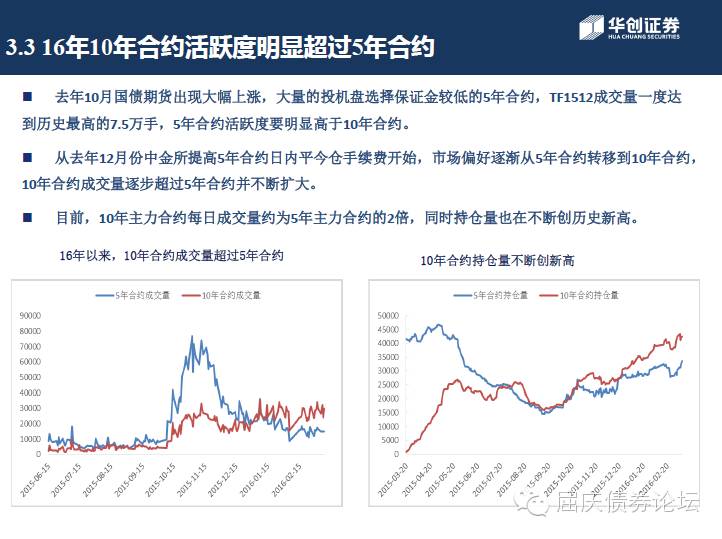 3.3 16年10年合约活跃度明显超过5年合约
华创证券
HUA CHUANG SECURITIES
■ 去年10月国债期货出现大幅上涨，大量的投机盘选择保证金较低的5年合约，TF1512成交量一度达
到历史最高的7.5万手，5年合约活跃度要明显高于10年合约。
■ 从去年12月份中金所提高5年合约日内平今仓手续费开始，市场偏好逐渐从5年合约转移到10年合约，
10年合约成交量逐步超过5年合约并不断扩大。
■ 目前，10年主力合约每日成交量约为5年主力合约的2倍，同时持仓量也在不断创历史新高。
16年以来，10年合约成交量超过5年合约
5年合约成交量 10年合约成交量
90000
80000
70000
60000
50000
40000
30000
20000
10000
0
2015-06-15 2015-07-15 2015-08-15 2015-09-15 2015-10-15 2015-11-15 2015-12-15 2016-01-15 2016-02-15
10年合约持仓量不断创新高
5年合约持仓量 10年合约持仓量
50000
45000
40000
35000
30000
25000
20000
15000
10000
5000
0
2015-03-20 2015-04-20 2015-05-20 2015-06-20 2015-07-20 2015-08-20 2015-09-20 2015-10-20 2015-11-20 2015-12-20 2016-01-20 2016-02-20
屈庆债券论坛